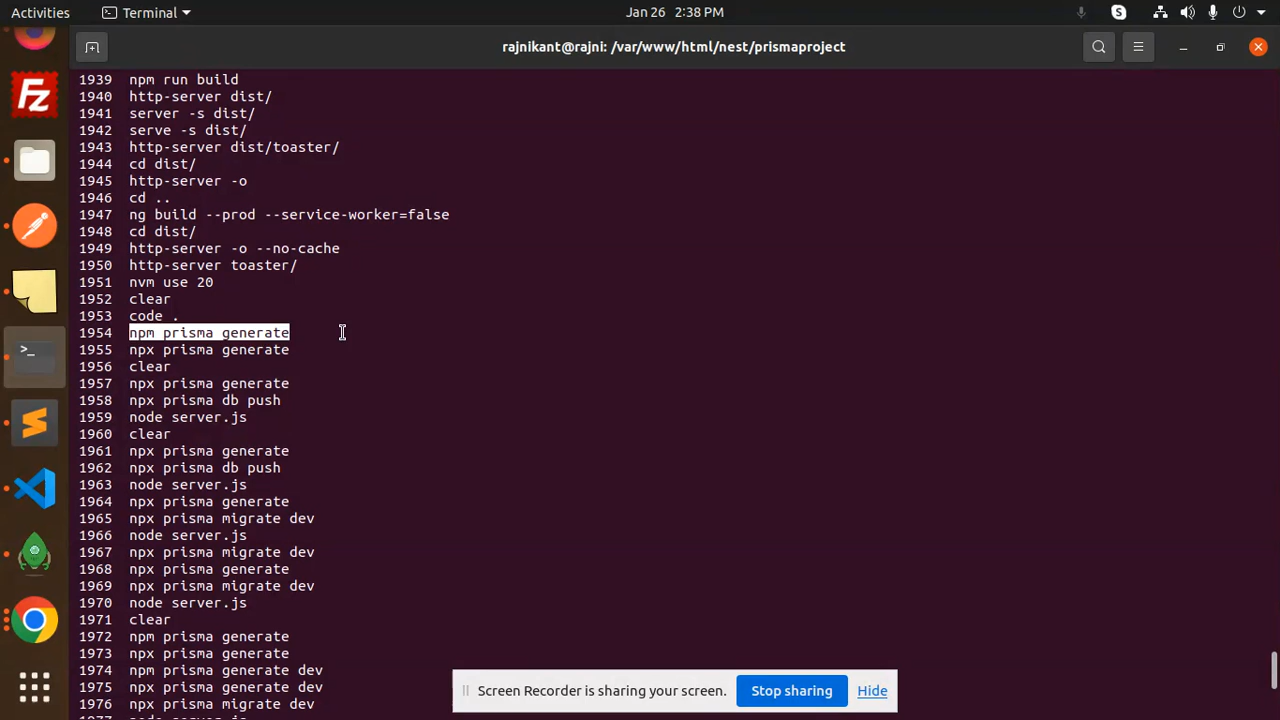 Activities
Terminal
Jan 26 2:38 PM
rajnikant@rajni: /var/www/html/nest/prismaproject
1939 npm run build
1940 http-server dist/
1941 server -s dist/
1942 serve -s dist/
1943 http-server dist/toaster/
1944 cd dist/
1945 http-server -o
1946 cd ..
1947 ng build --prod --service-worker=false
1948 cd dist/
1949 http-server -o --no-cache
1950 http-server toaster/
1951 nvm use 20
1952 clear
1953 code .
1954 npm prisma generate
1955 npx prisma generate
1956 clear
1957 npx prisma generate
1958 npx prisma db push
1959 node server.js
1960 clear
1961 npx prisma generate
1962 npx prisma db push
1963 node server.js
1964 npx prisma generate
1965 npx prisma migrate dev
1966 node server.js
1967 npx prisma migrate dev
1968 npx prisma generate
1969 npx prisma migrate dev
1970 node server.js
1971 clear
1972 npm prisma generate
1973 npx prisma generate
1974 npm prisma generate dev
1975 npx prisma generate dev
1976 npx prisma migrate dev
1977 node server.js
Screen Recorder is sharing your screen.
Stop sharing
Hide